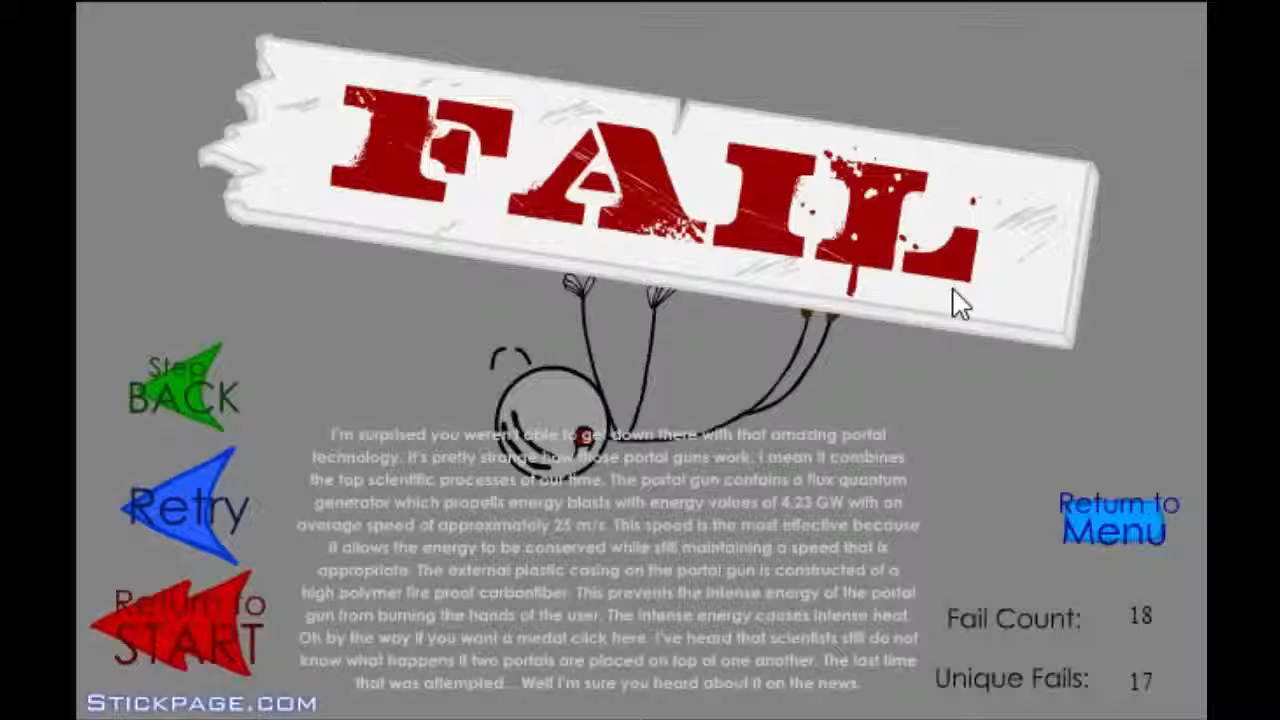 FAIL
Step
BACK
Retry
Return to
START
I'm surprised you weren't able to get down there with that amazing portal
technology. It's pretty strange how those portal guns work. I mean it combines
the top scientific processes of our time. The portal gun contains a flux quantum
generator which propells energy blasts with energy values of 4.23 GW with an
average speed of approximately 25 m/s. This speed is the most effective because
it allows the energy to be conserved while still maintaining a speed that is
appropriate. The external plastic casing on the portal gun is constructed of a
high polymer fire proof carbonfiber. This prevents the intense energy of the portal
gun from burning the hands of the user. The intense energy causes intense heat.
Oh by the way if you want a medal click here. I've heard that scientists still do not
know what happens if two portals are placed on top of one another. The last time
that was attempted... Well I'm sure you heard about it on the news.
Return to
Menu
Fail Count: 18
Unique Fails: 17
STICKPAGE.COM